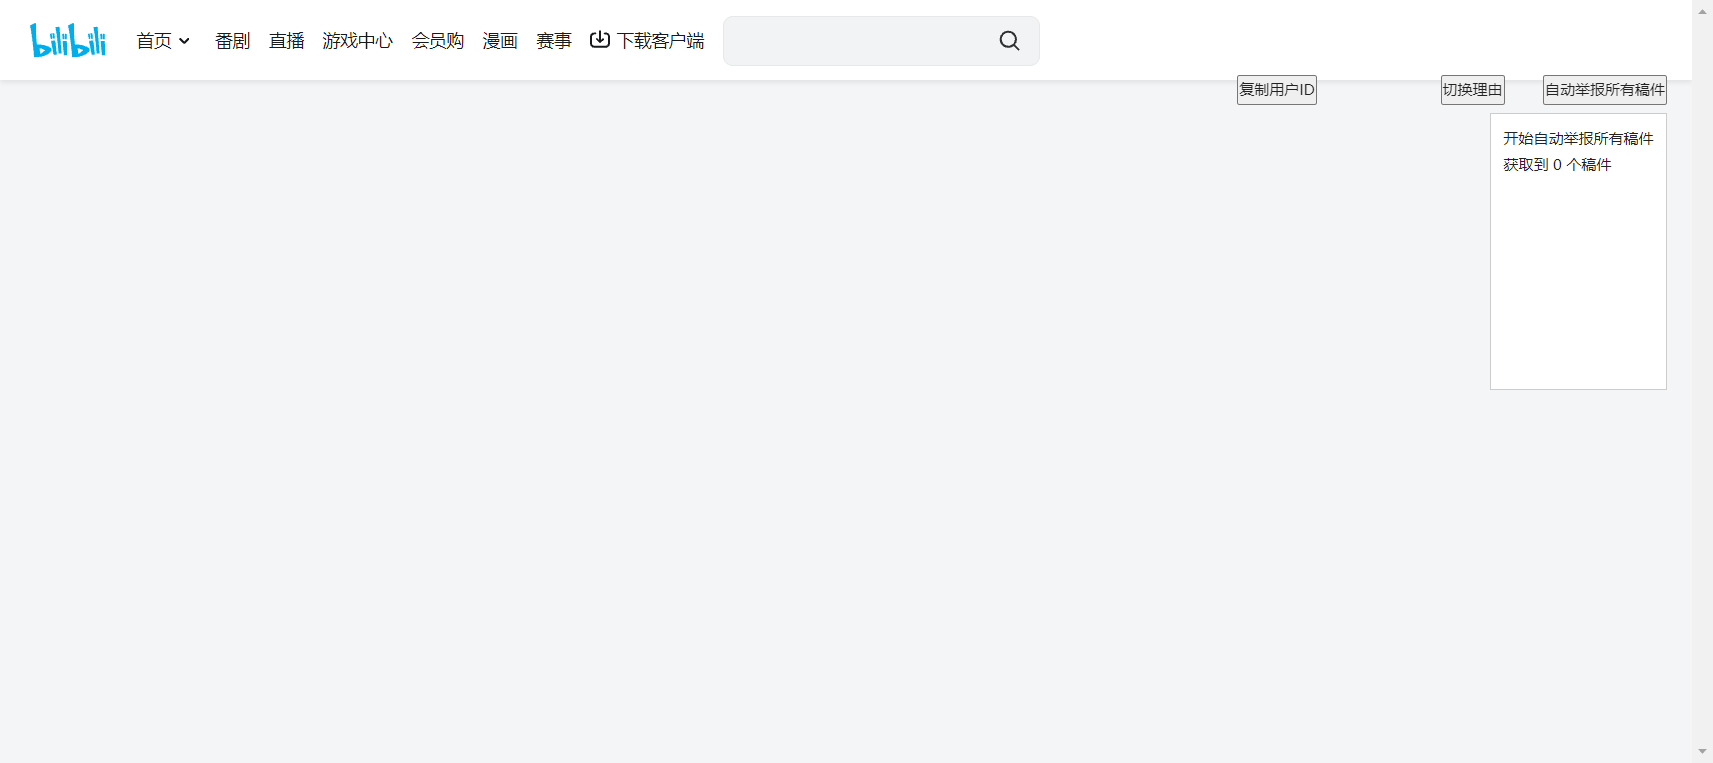 bilibili 首页 番剧 直播 游戏中心 会员购 漫画 赛事 下载客户端
复制用户ID 切换理由 自动举报所有稿件
开始自动举报所有稿件
获取到 0 个稿件